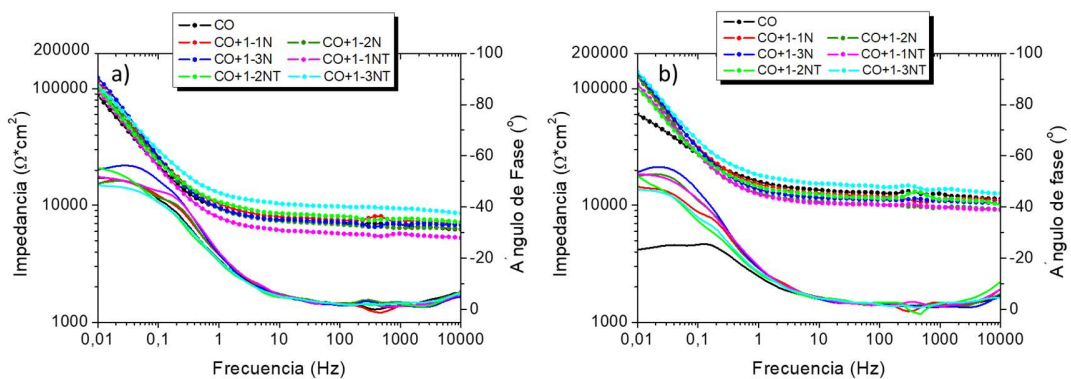 CO
CO+1-1N
CO+1-2N
CO+1-3N
CO+1-1NT
CO+1-2NT
CO+1-3NT
a)
200000
100000
10000
1000
Impedancia (Ω*cm²)
-100
-80
-60
-40
-20
0
A ngulo de Fase (°)
0,01 0,1 1 10 100 1000 10000
Frecuencia (Hz)
CO
CO+1-1N
CO+1-2N
CO+1-3N
CO+1-1NT
CO+1-2NT
CO+1-3NT
b)
200000
100000
10000
1000
Impedancia (Ω*cm²)
-100
-80
-60
-40
-20
0
A ngulo de fase (°)
0,01 0,1 1 10 100 1000 10000
Frecuencia (Hz)